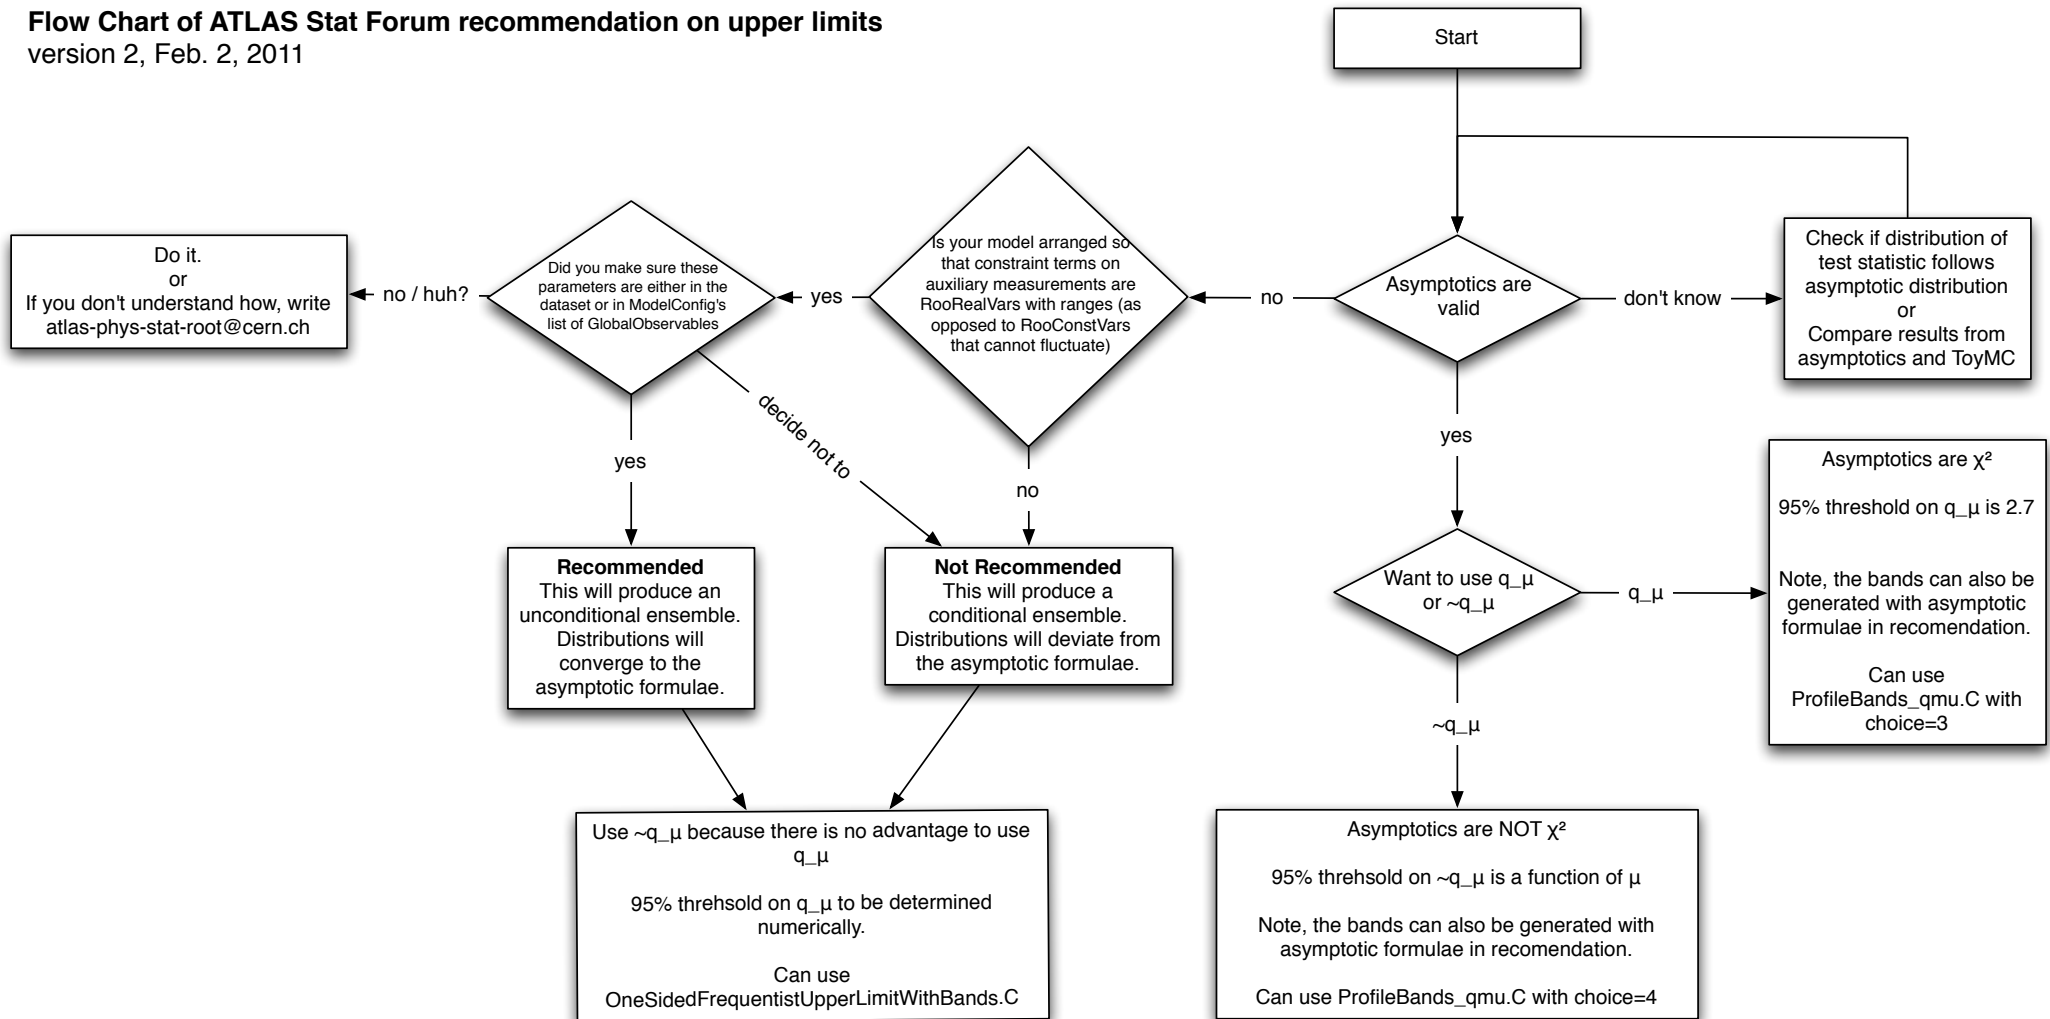 Flow Chart of ATLAS Stat Forum recommendation on upper limits
version 2, Feb. 2, 2011
Start
Asymptotics are
valid
don't know
Check if distribution of
test statistic follows
asymptotic distribution
or
Compare results from
asymptotics and ToyMC
no
Is your model arranged so
that constraint terms on
auxiliary measurements are
RooRealVars with ranges (as
opposed to RooConstVars
that cannot fluctuate)
yes
Did you make sure these
parameters are either in the
dataset or in ModelConfig's
list of GlobalObservables
no / huh?
Do it.
or
If you don't understand how, write
atlas-phys-stat-root@cern.ch
yes
decide not to
no
Recommended
This will produce an
unconditional ensemble.
Distributions will
converge to the
asymptotic formulae.
Not Recommended
This will produce a
conditional ensemble.
Distributions will deviate from
the asymptotic formulae.
Use ~q_μ because there is no advantage to use
q_μ
95% threhsold on q_μ to be determined
numerically.
Can use
OneSidedFrequentistUpperLimitWithBands.C
yes
Want to use q_μ
or ~q_μ
q_μ
Asymptotics are χ²
95% threshold on q_μ is 2.7
Note, the bands can also be
generated with asymptotic
formulae in recomendation.
Can use
ProfileBands_qmu.C with
choice=3
~q_μ
Asymptotics are NOT χ²
95% threhsold on ~q_μ is a function of μ
Note, the bands can also be generated with
asymptotic formulae in recomendation.
Can use ProfileBands_qmu.C with choice=4